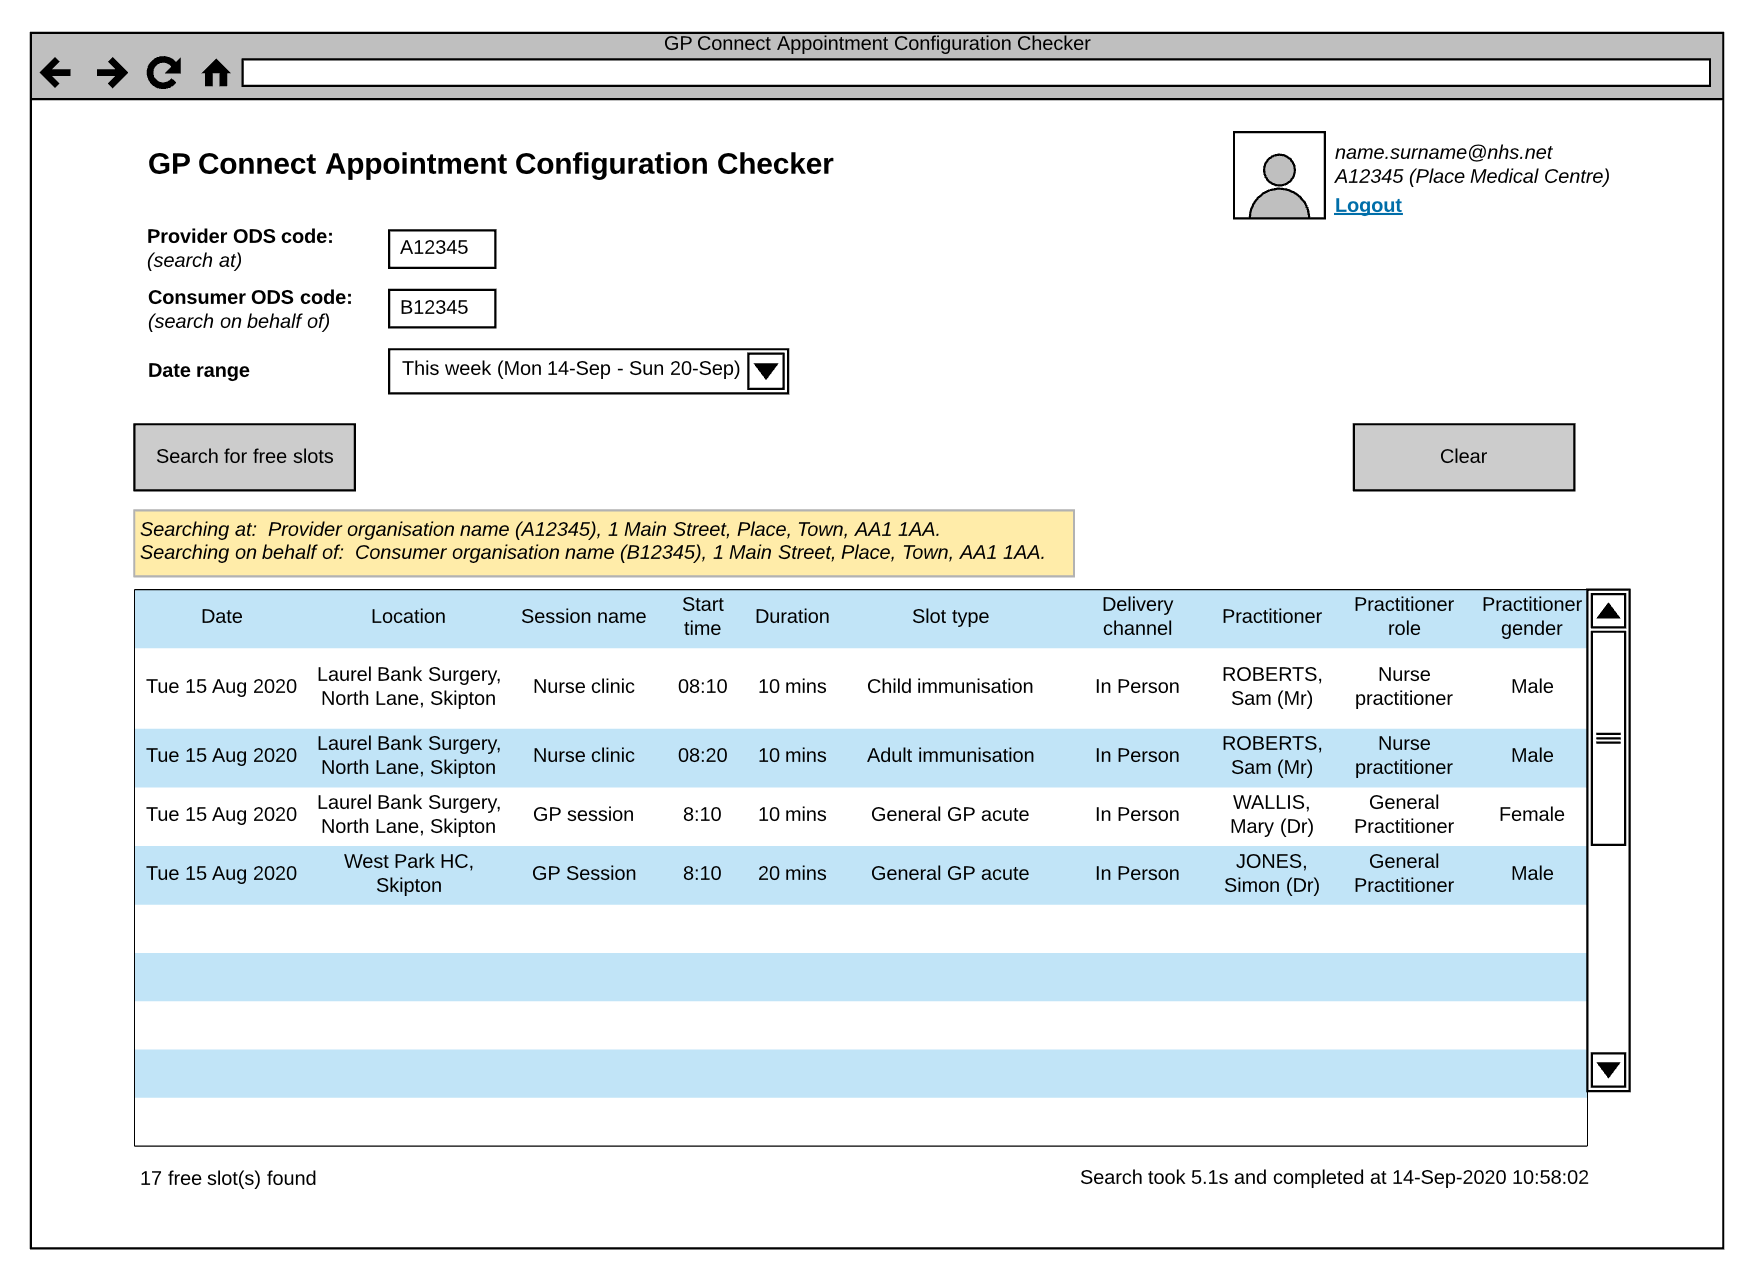 GP Connect Appointment Configuration Checker
GP Connect Appointment Configuration Checker
name.surname@nhs.net
A12345 (Place Medical Centre)
Logout
Provider ODS code:
(search at)
A12345
Consumer ODS code:
(search on behalf of)
B12345
Date range
This week (Mon 14-Sep - Sun 20-Sep)
Search for free slots
Clear
Searching at:  Provider organisation name (A12345), 1 Main Street, Place, Town, AA1 1AA.
Searching on behalf of:  Consumer organisation name (B12345), 1 Main Street, Place, Town, AA1 1AA.
Date Location Session name Start time Duration Slot type Delivery channel Practitioner Practitioner role Practitioner gender
Tue 15 Aug 2020 Laurel Bank Surgery, North Lane, Skipton Nurse clinic 08:10 10 mins Child immunisation In Person ROBERTS, Sam (Mr) Nurse practitioner Male
Tue 15 Aug 2020 Laurel Bank Surgery, North Lane, Skipton Nurse clinic 08:20 10 mins Adult immunisation In Person ROBERTS, Sam (Mr) Nurse practitioner Male
Tue 15 Aug 2020 Laurel Bank Surgery, North Lane, Skipton GP session 8:10 10 mins General GP acute In Person WALLIS, Mary (Dr) General Practitioner Female
Tue 15 Aug 2020 West Park HC, Skipton GP Session 8:10 20 mins General GP acute In Person JONES, Simon (Dr) General Practitioner Male
17 free slot(s) found
Search took 5.1s and completed at 14-Sep-2020 10:58:02